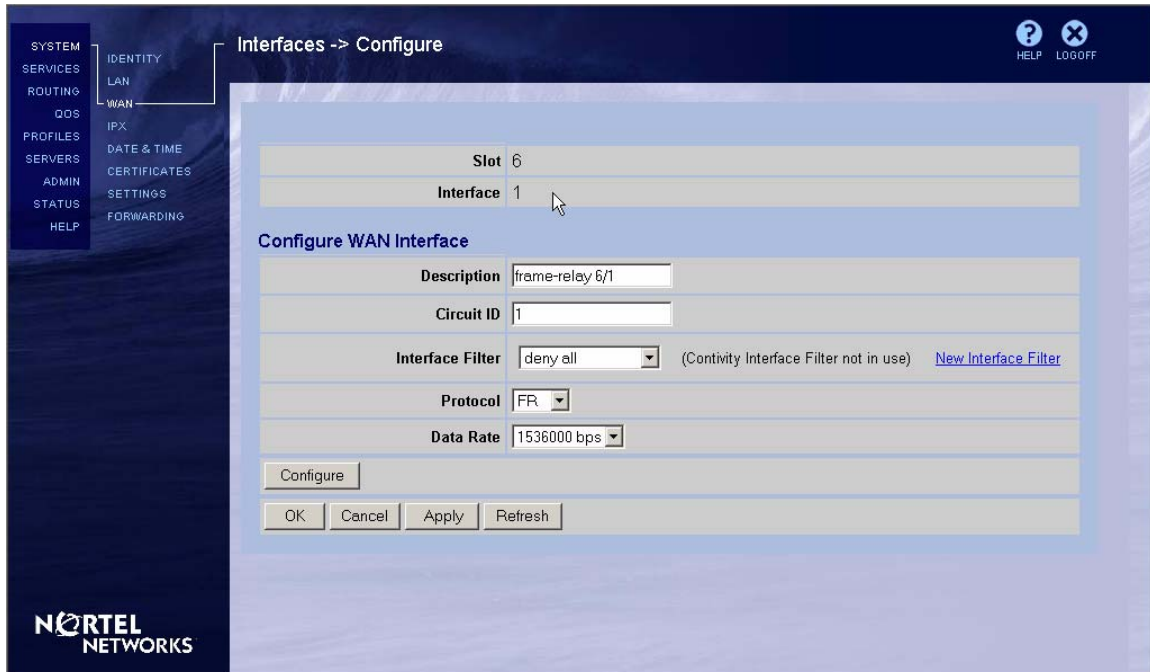 SYSTEM
SERVICES
ROUTING
QOS
PROFILES
SERVERS
ADMIN
STATUS
HELP
IDENTITY
LAN
WAN
IPX
DATE & TIME
CERTIFICATES
SETTINGS
FORWARDING
Interfaces -> Configure
HELP LOGOFF
Slot 6
Interface 1
Configure WAN Interface
Description frame-relay 6/1
Circuit ID 1
Interface Filter deny all (Contivity Interface Filter not in use) New Interface Filter
Protocol FR
Data Rate 1536000 bps
Configure
OK Cancel Apply Refresh
NORTEL
NETWORKS